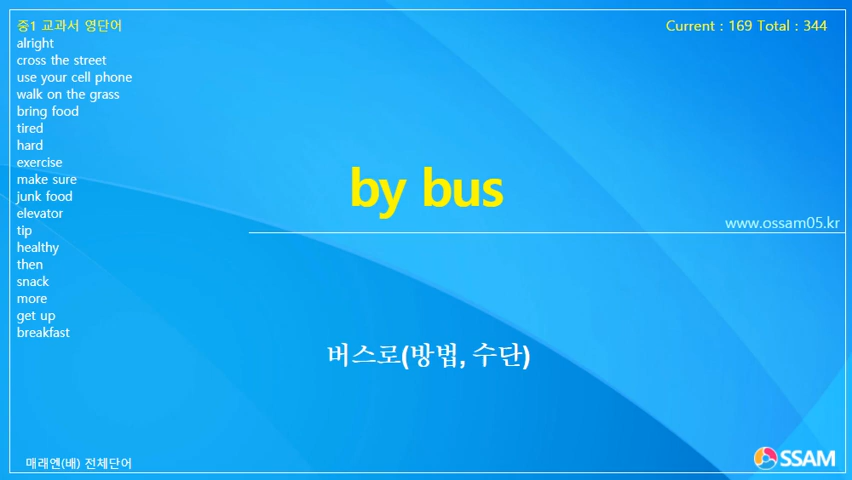 중1 교과서 영단어
Current : 169 Total : 344
alright
cross the street
use your cell phone
walk on the grass
bring food
tired
hard
exercise
make sure
junk food
elevator
tip
healthy
then
snack
more
get up
breakfast
by bus
www.ossam05.kr
버스로(방법, 수단)
매래엔(배) 전체단어
OSSAM